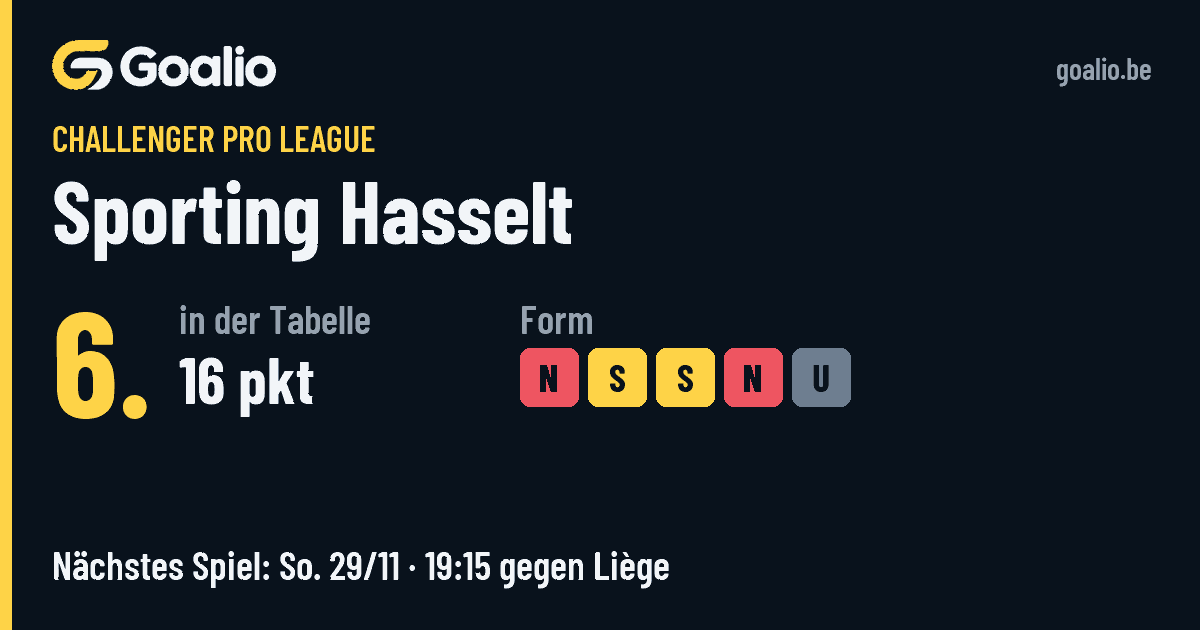 Goalio
goalio.be
CHALLENGER PRO LEAGUE
Sporting Hasselt
6.
in der Tabelle
16 pkt
Form
N S S N U
Nächstes Spiel: So. 29/11 · 19:15 gegen Liège